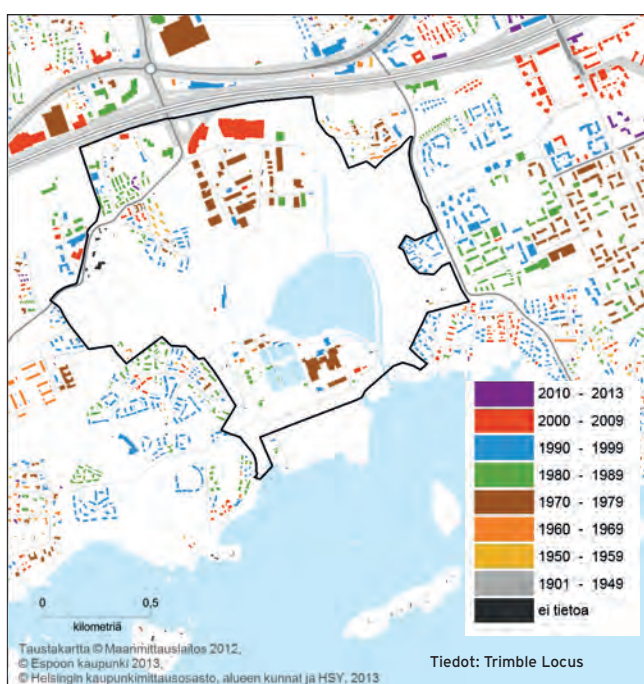 2010 - 2013
2000 - 2009
1990 - 1999
1980 - 1989
1970 - 1979
1960 - 1969
1950 - 1959
1901 - 1949
ei tietoa
0 0,5
kilometriä
Taustakartta © Maanmittauslaitos 2012,
© Espoon kaupunki 2013,
© Helsingin kaupunkimittausosasto, alueen kunnat ja HSY, 2013
Tiedot: Trimble Locus